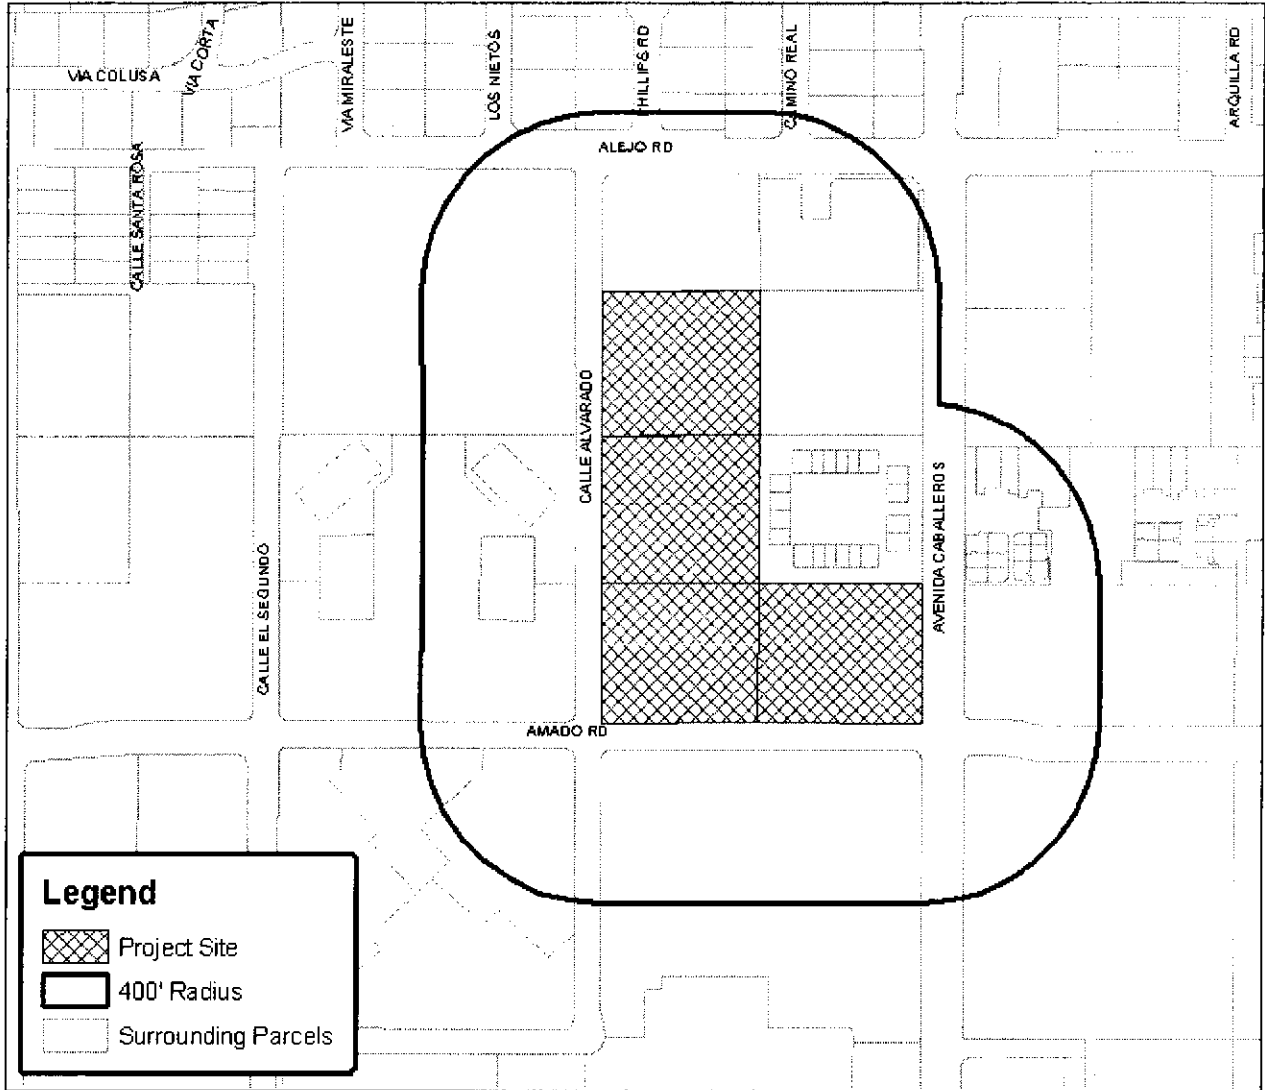 VIA COLUSA
VIA CORTA
VIA MIRALESTE
LOS NIETOS
PHILLIPS RD
CAMINO REAL
ARQUILLA RD
ALEJO RD
CALLE SANTA ROSA
CALLE ALVARADO
AVENIDA CABALLEROS
CALLE EL SEGUNDO
AMADO RD
Legend
Project Site
400' Radius
Surrounding Parcels